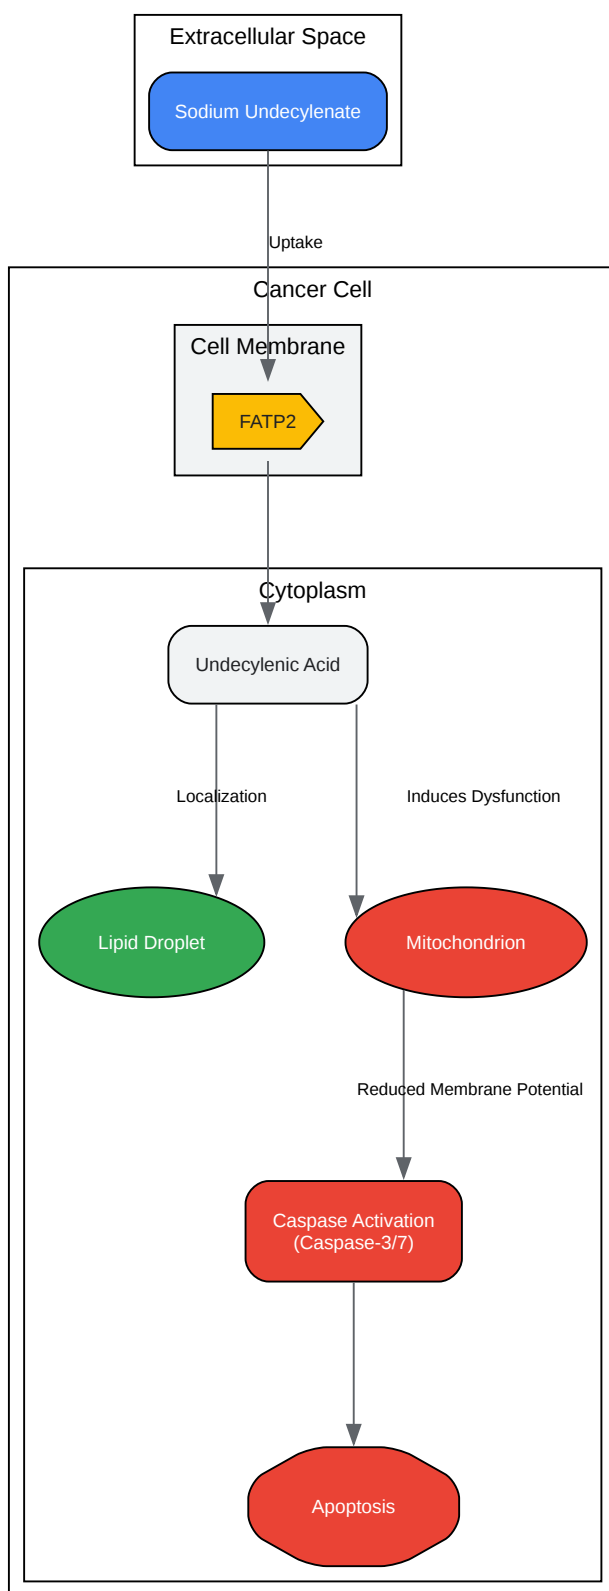 Extracellular Space
Sodium Undecylenate
Uptake
Cancer Cell
Cell Membrane
FATP2
Cytoplasm
Undecylenic Acid
Localization
Induces Dysfunction
Lipid Droplet
Mitochondrion
Reduced Membrane Potential
Caspase Activation
(Caspase-3/7)
Apoptosis